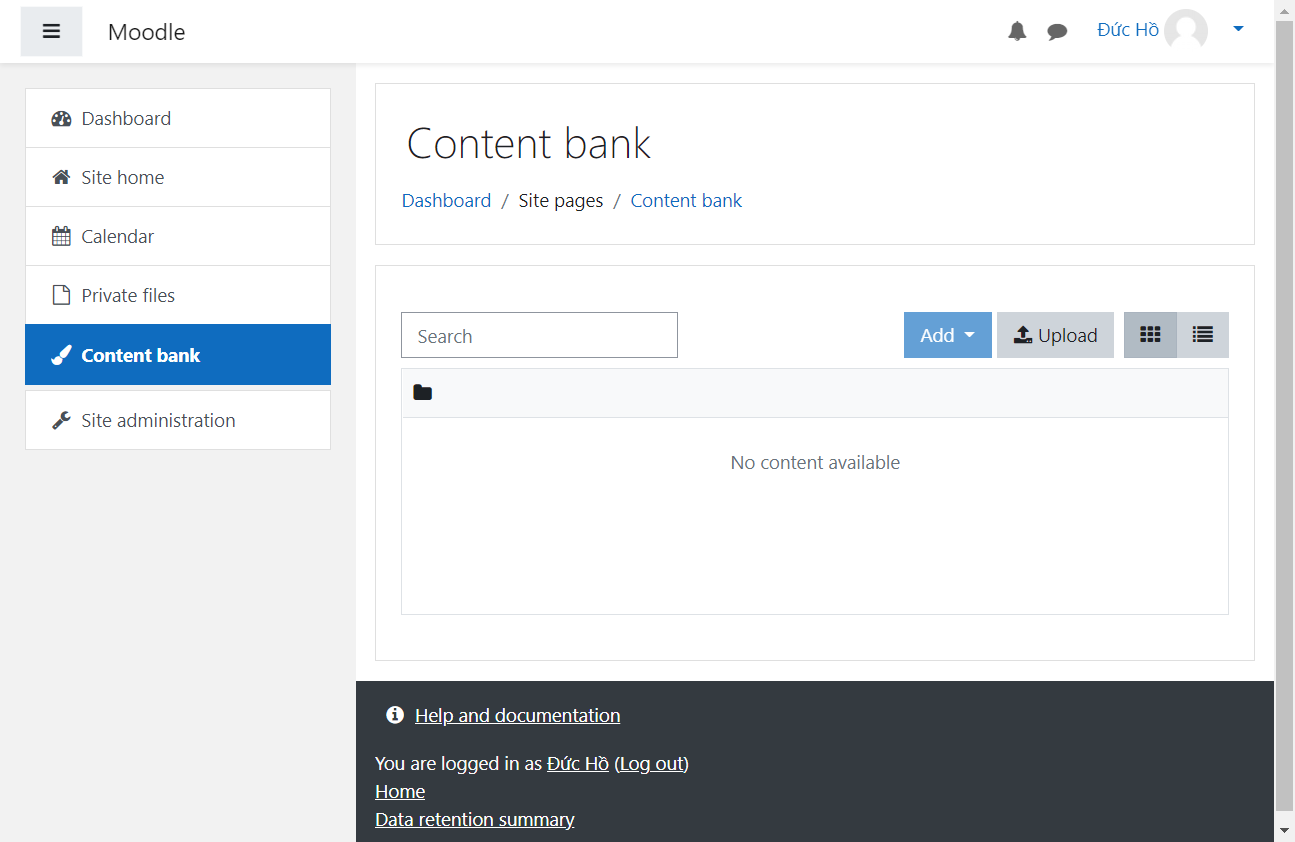 Moodle
Đức Hồ
Dashboard
Site home
Calendar
Private files
Content bank
Site administration
Content bank
Dashboard / Site pages / Content bank
Search
Add
Upload
No content available
Help and documentation
You are logged in as Đức Hồ (Log out)
Home
Data retention summary